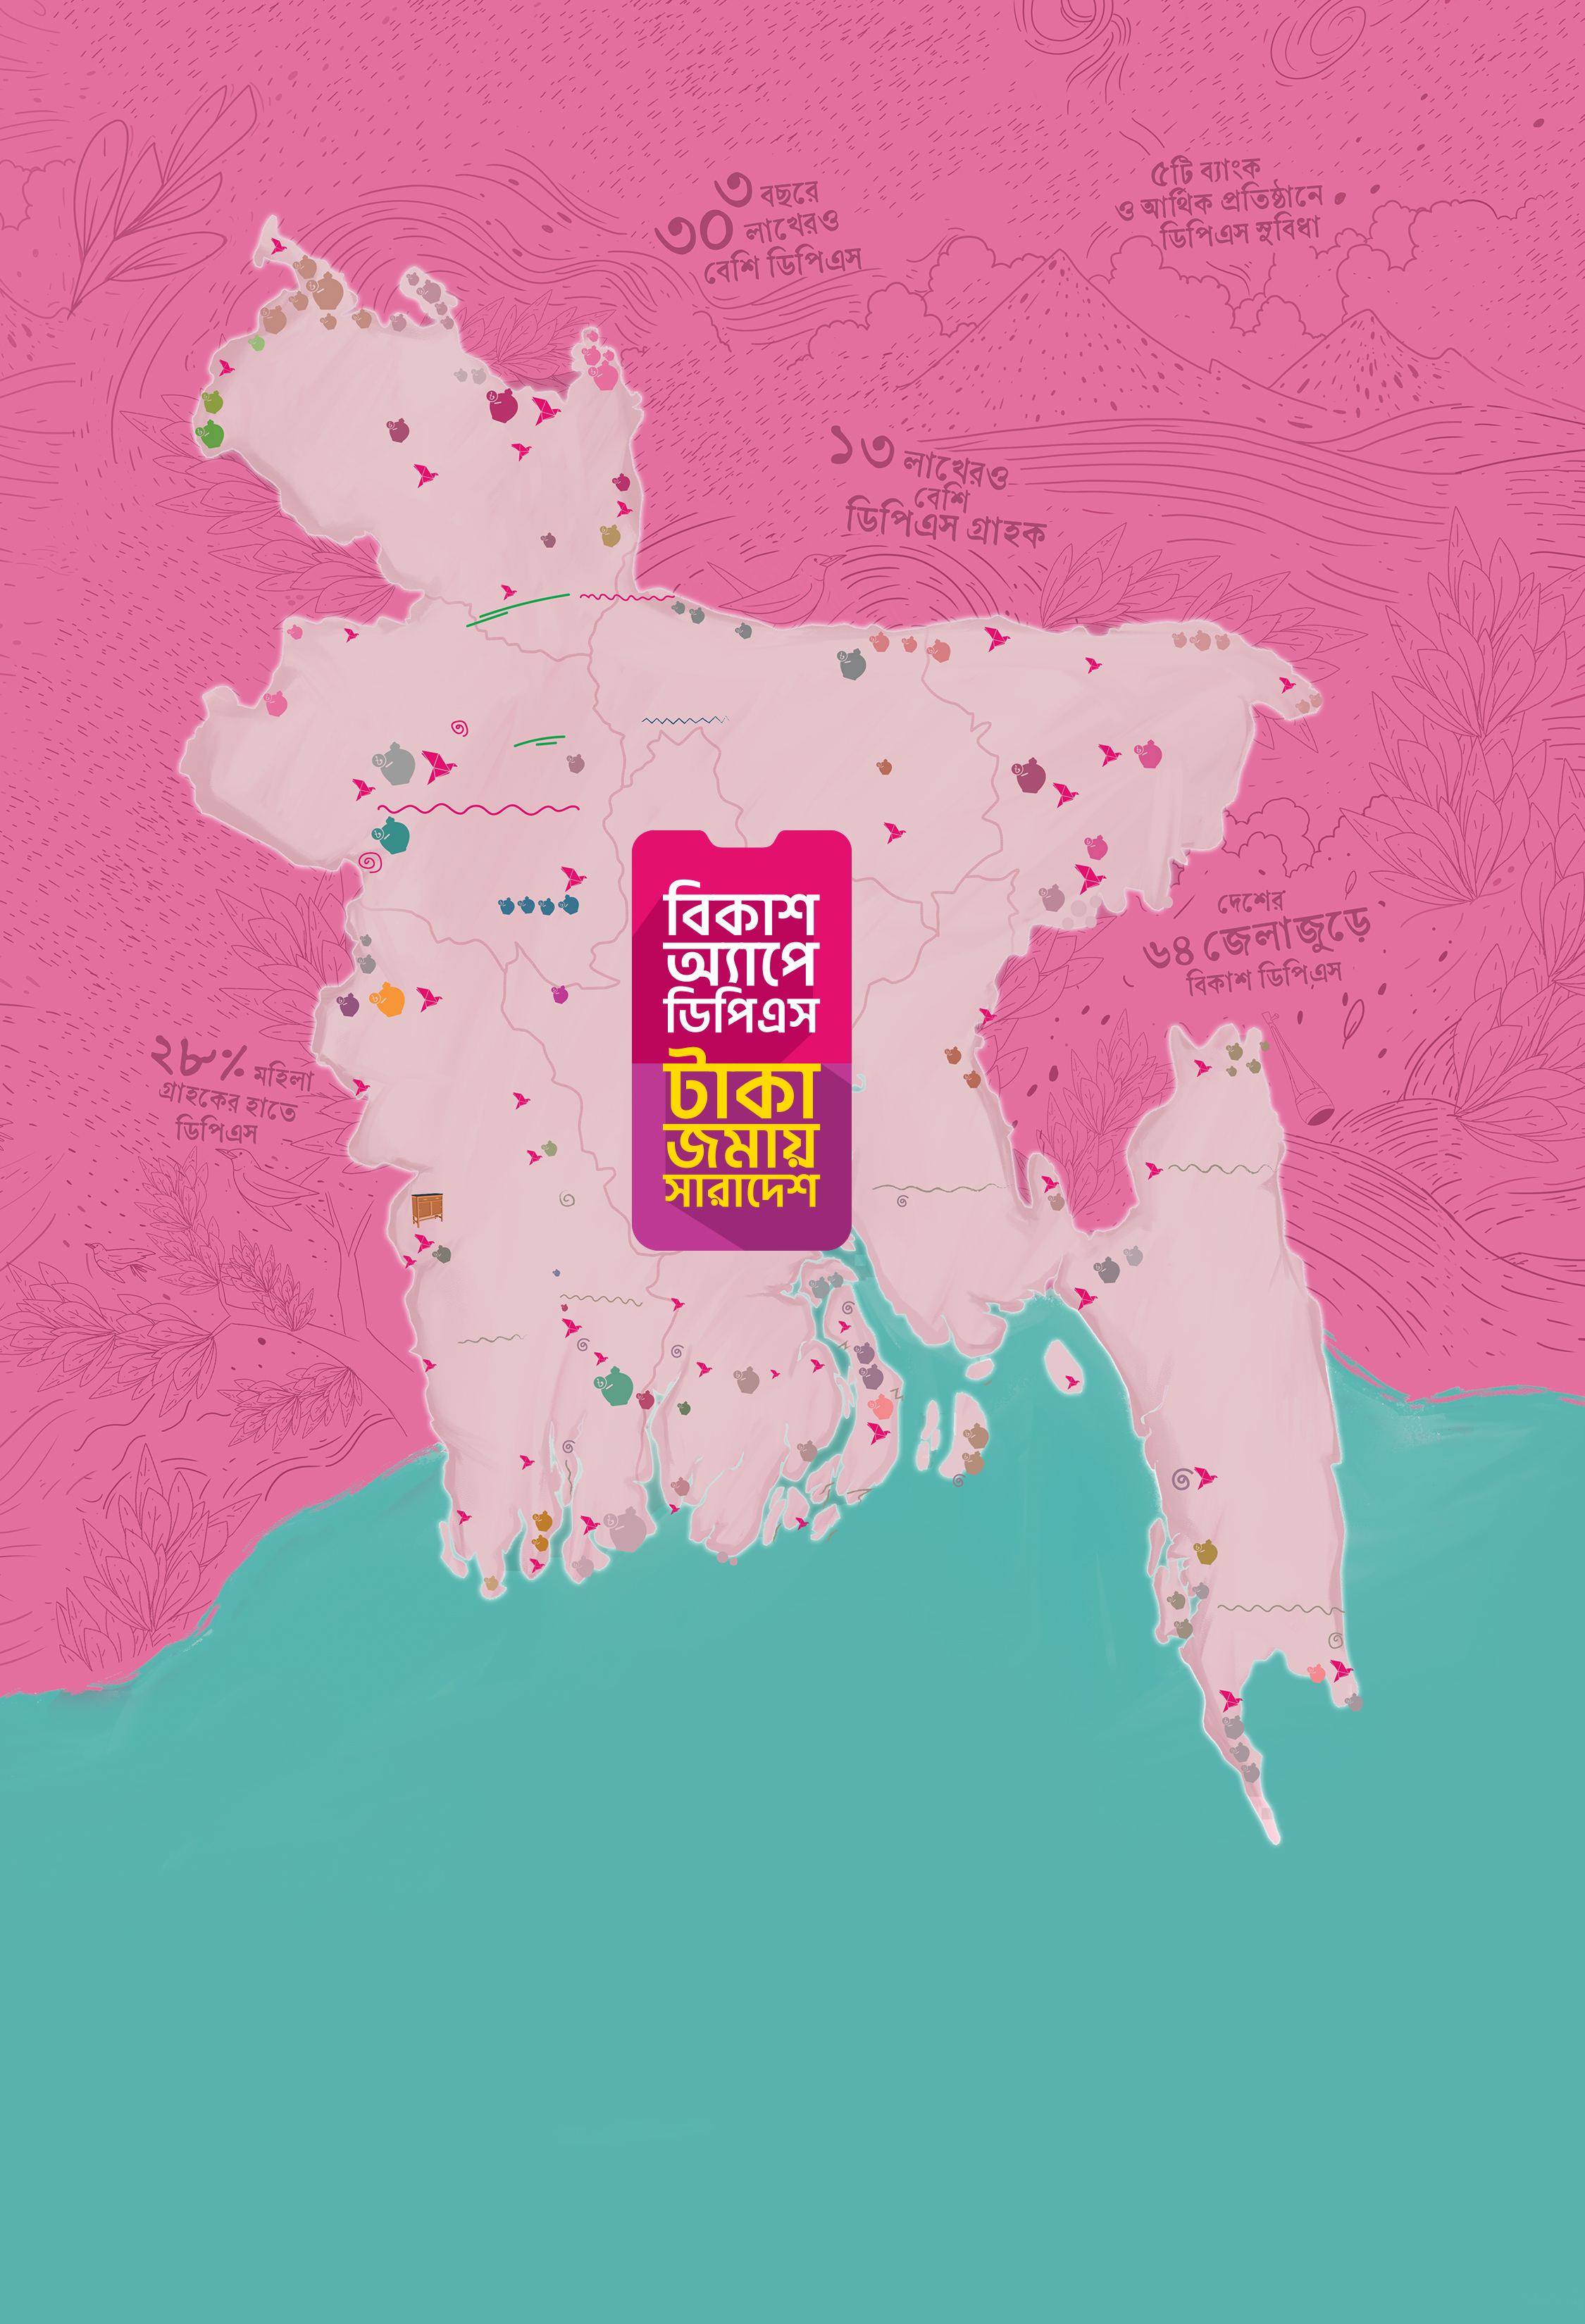 ৩ বছরে
৩০ লাখেরও
বেশি ডিপিএস
৫টি ব্যাংক
ও আর্থিক প্রতিষ্ঠানে
ডিপিএস সুবিধা
১৩ লাখেরও
বেশি
ডিপিএস গ্রাহক
বিকাশ
অ্যাপে
ডিপিএস
টাকা
জমায়
সারাদেশ
দেশের
৬৪ জেলাজুড়ে
বিকাশ ডিপিএস
২৮% মহিলা
গ্রাহকের হাতে
ডিপিএস